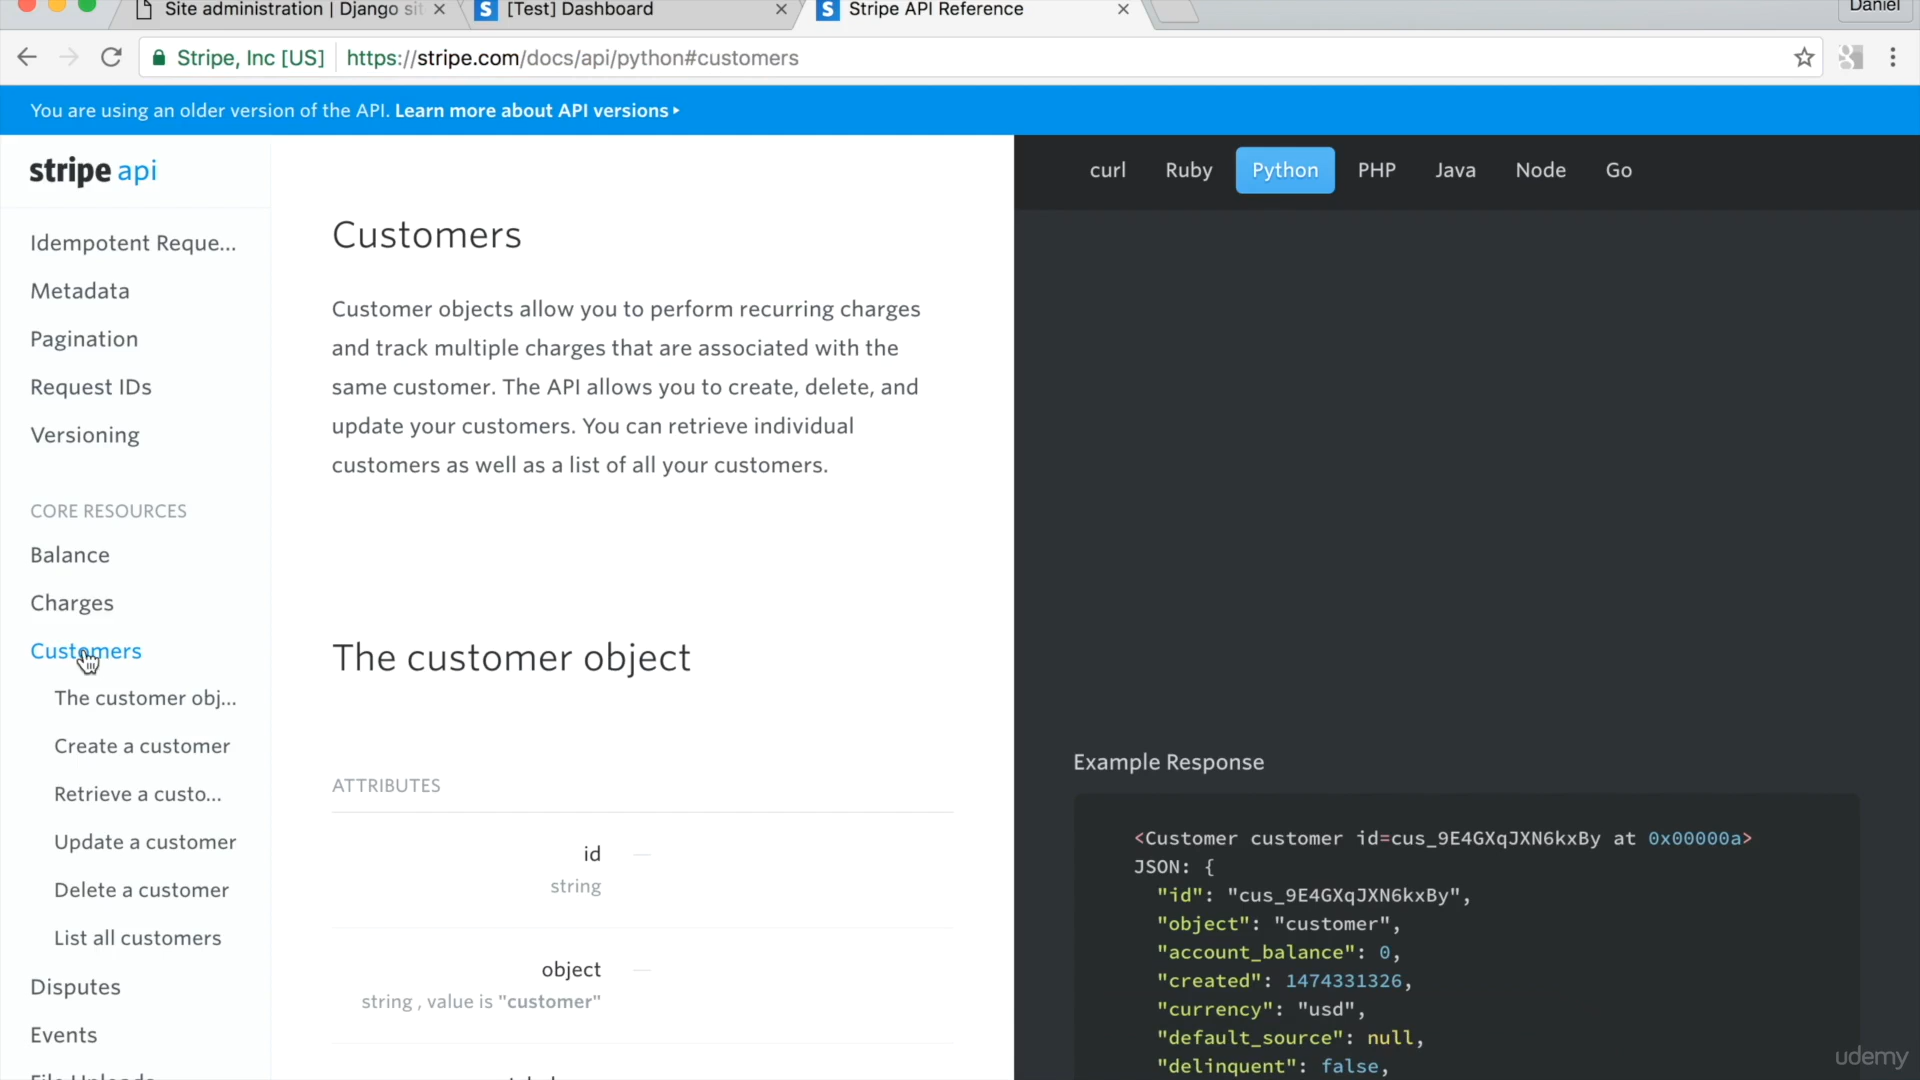 Site administration | Django sit
[Test] Dashboard
Stripe API Reference
Daniel
Stripe, Inc [US]
https://stripe.com/docs/api/python#customers
You are using an older version of the API. Learn more about API versions ▸
stripe api
Idempotent Reque...
Metadata
Pagination
Request IDs
Versioning
CORE RESOURCES
Balance
Charges
Customers
The customer obj...
Create a customer
Retrieve a custo...
Update a customer
Delete a customer
List all customers
Disputes
Events
File Uploads
Customers
Customer objects allow you to perform recurring charges
and track multiple charges that are associated with the
same customer. The API allows you to create, delete, and
update your customers. You can retrieve individual
customers as well as a list of all your customers.
The customer object
ATTRIBUTES
id
string
object
string , value is "customer"
curl Ruby Python PHP Java Node Go
Example Response
<Customer customer id=cus_9E4GXqJXN6kxBy at 0x00000a>
JSON: {
"id": "cus_9E4GXqJXN6kxBy",
"object": "customer",
"account_balance": 0,
"created": 1474331326,
"currency": "usd",
"default_source": null,
"delinquent": false,
udemy